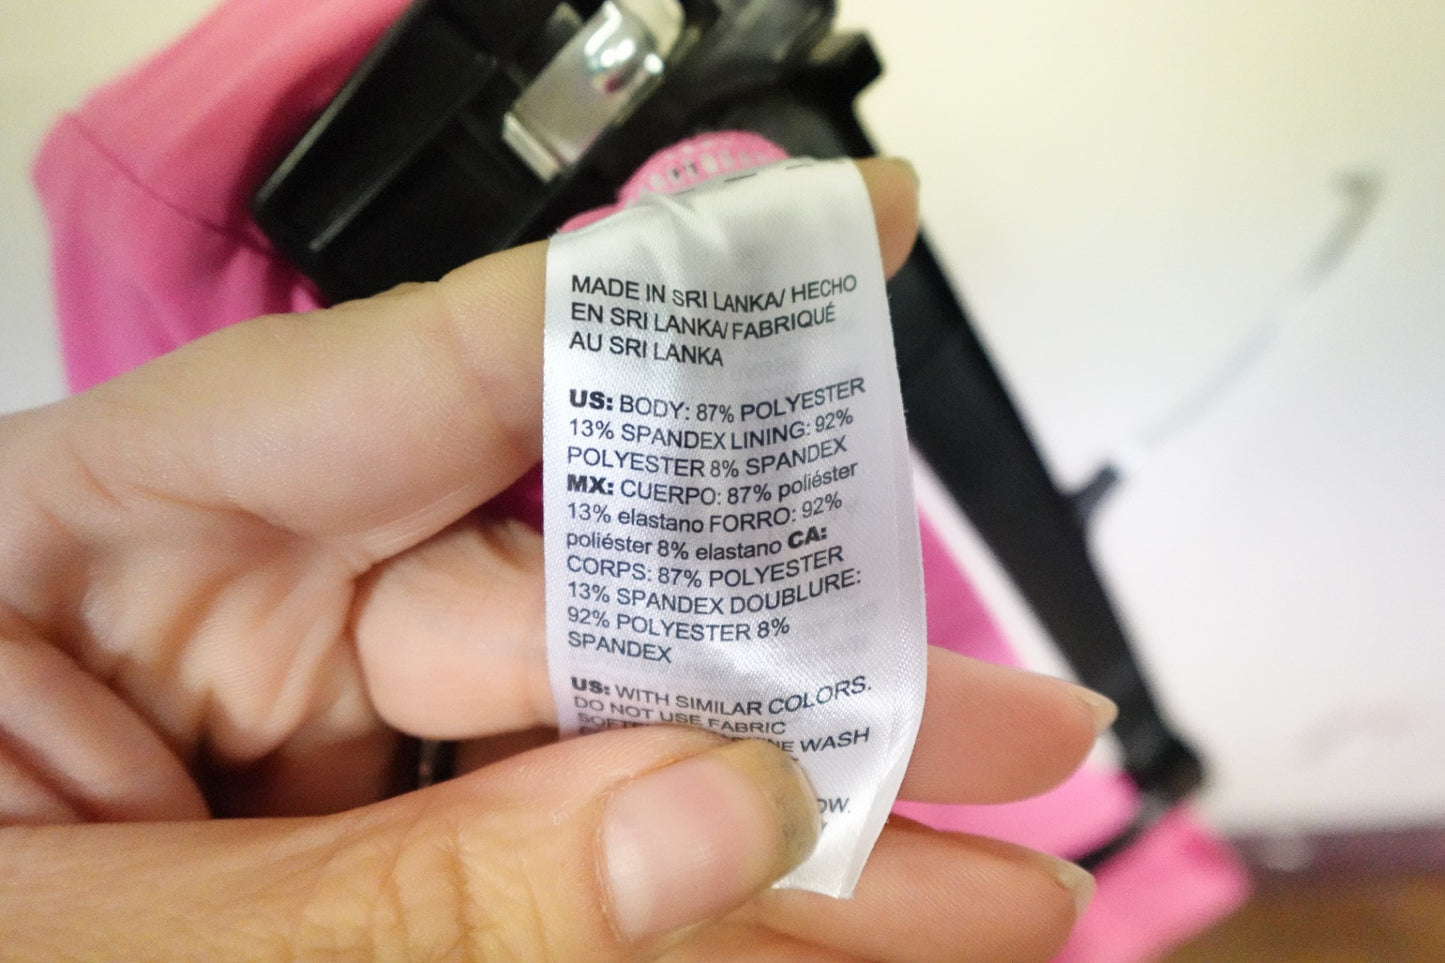 MADE IN SRI LANKA/ HECHO
EN SRI LANKA/ FABRIQUÉ
AU SRI LANKA
US: BODY: 87% POLYESTER
13% SPANDEX LINING: 92%
POLYESTER 8% SPANDEX
MX: CUERPO: 87% poliéster
13% elastano FORRO: 92%
poliéster 8% elastano CA:
CORPS: 87% POLYESTER
13% SPANDEX DOUBLURE:
92% POLYESTER 8%
SPANDEX
US: WITH SIMILAR COLORS.
DO NOT USE FABRIC
WASH